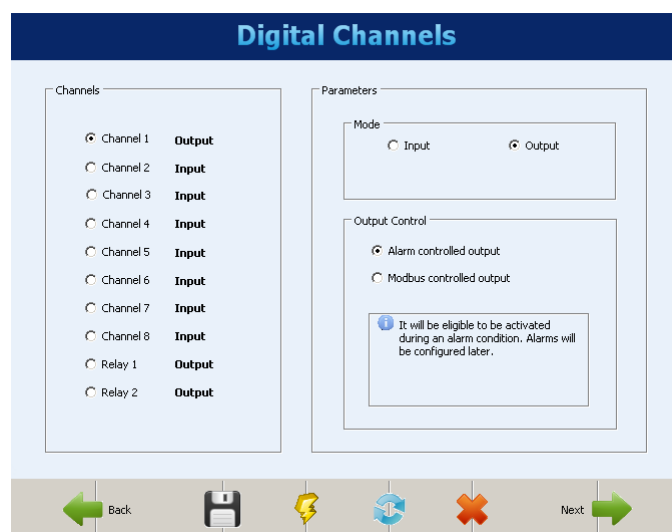 Digital Channels
Channels
Channel 1 Output
Channel 2 Input
Channel 3 Input
Channel 4 Input
Channel 5 Input
Channel 6 Input
Channel 7 Input
Channel 8 Input
Relay 1 Output
Relay 2 Output
Parameters
Mode
Input Output
Output Control
Alarm controlled output
Modbus controlled output
It will be eligible to be activated
during an alarm condition. Alarms will
be configured later.
Back Next